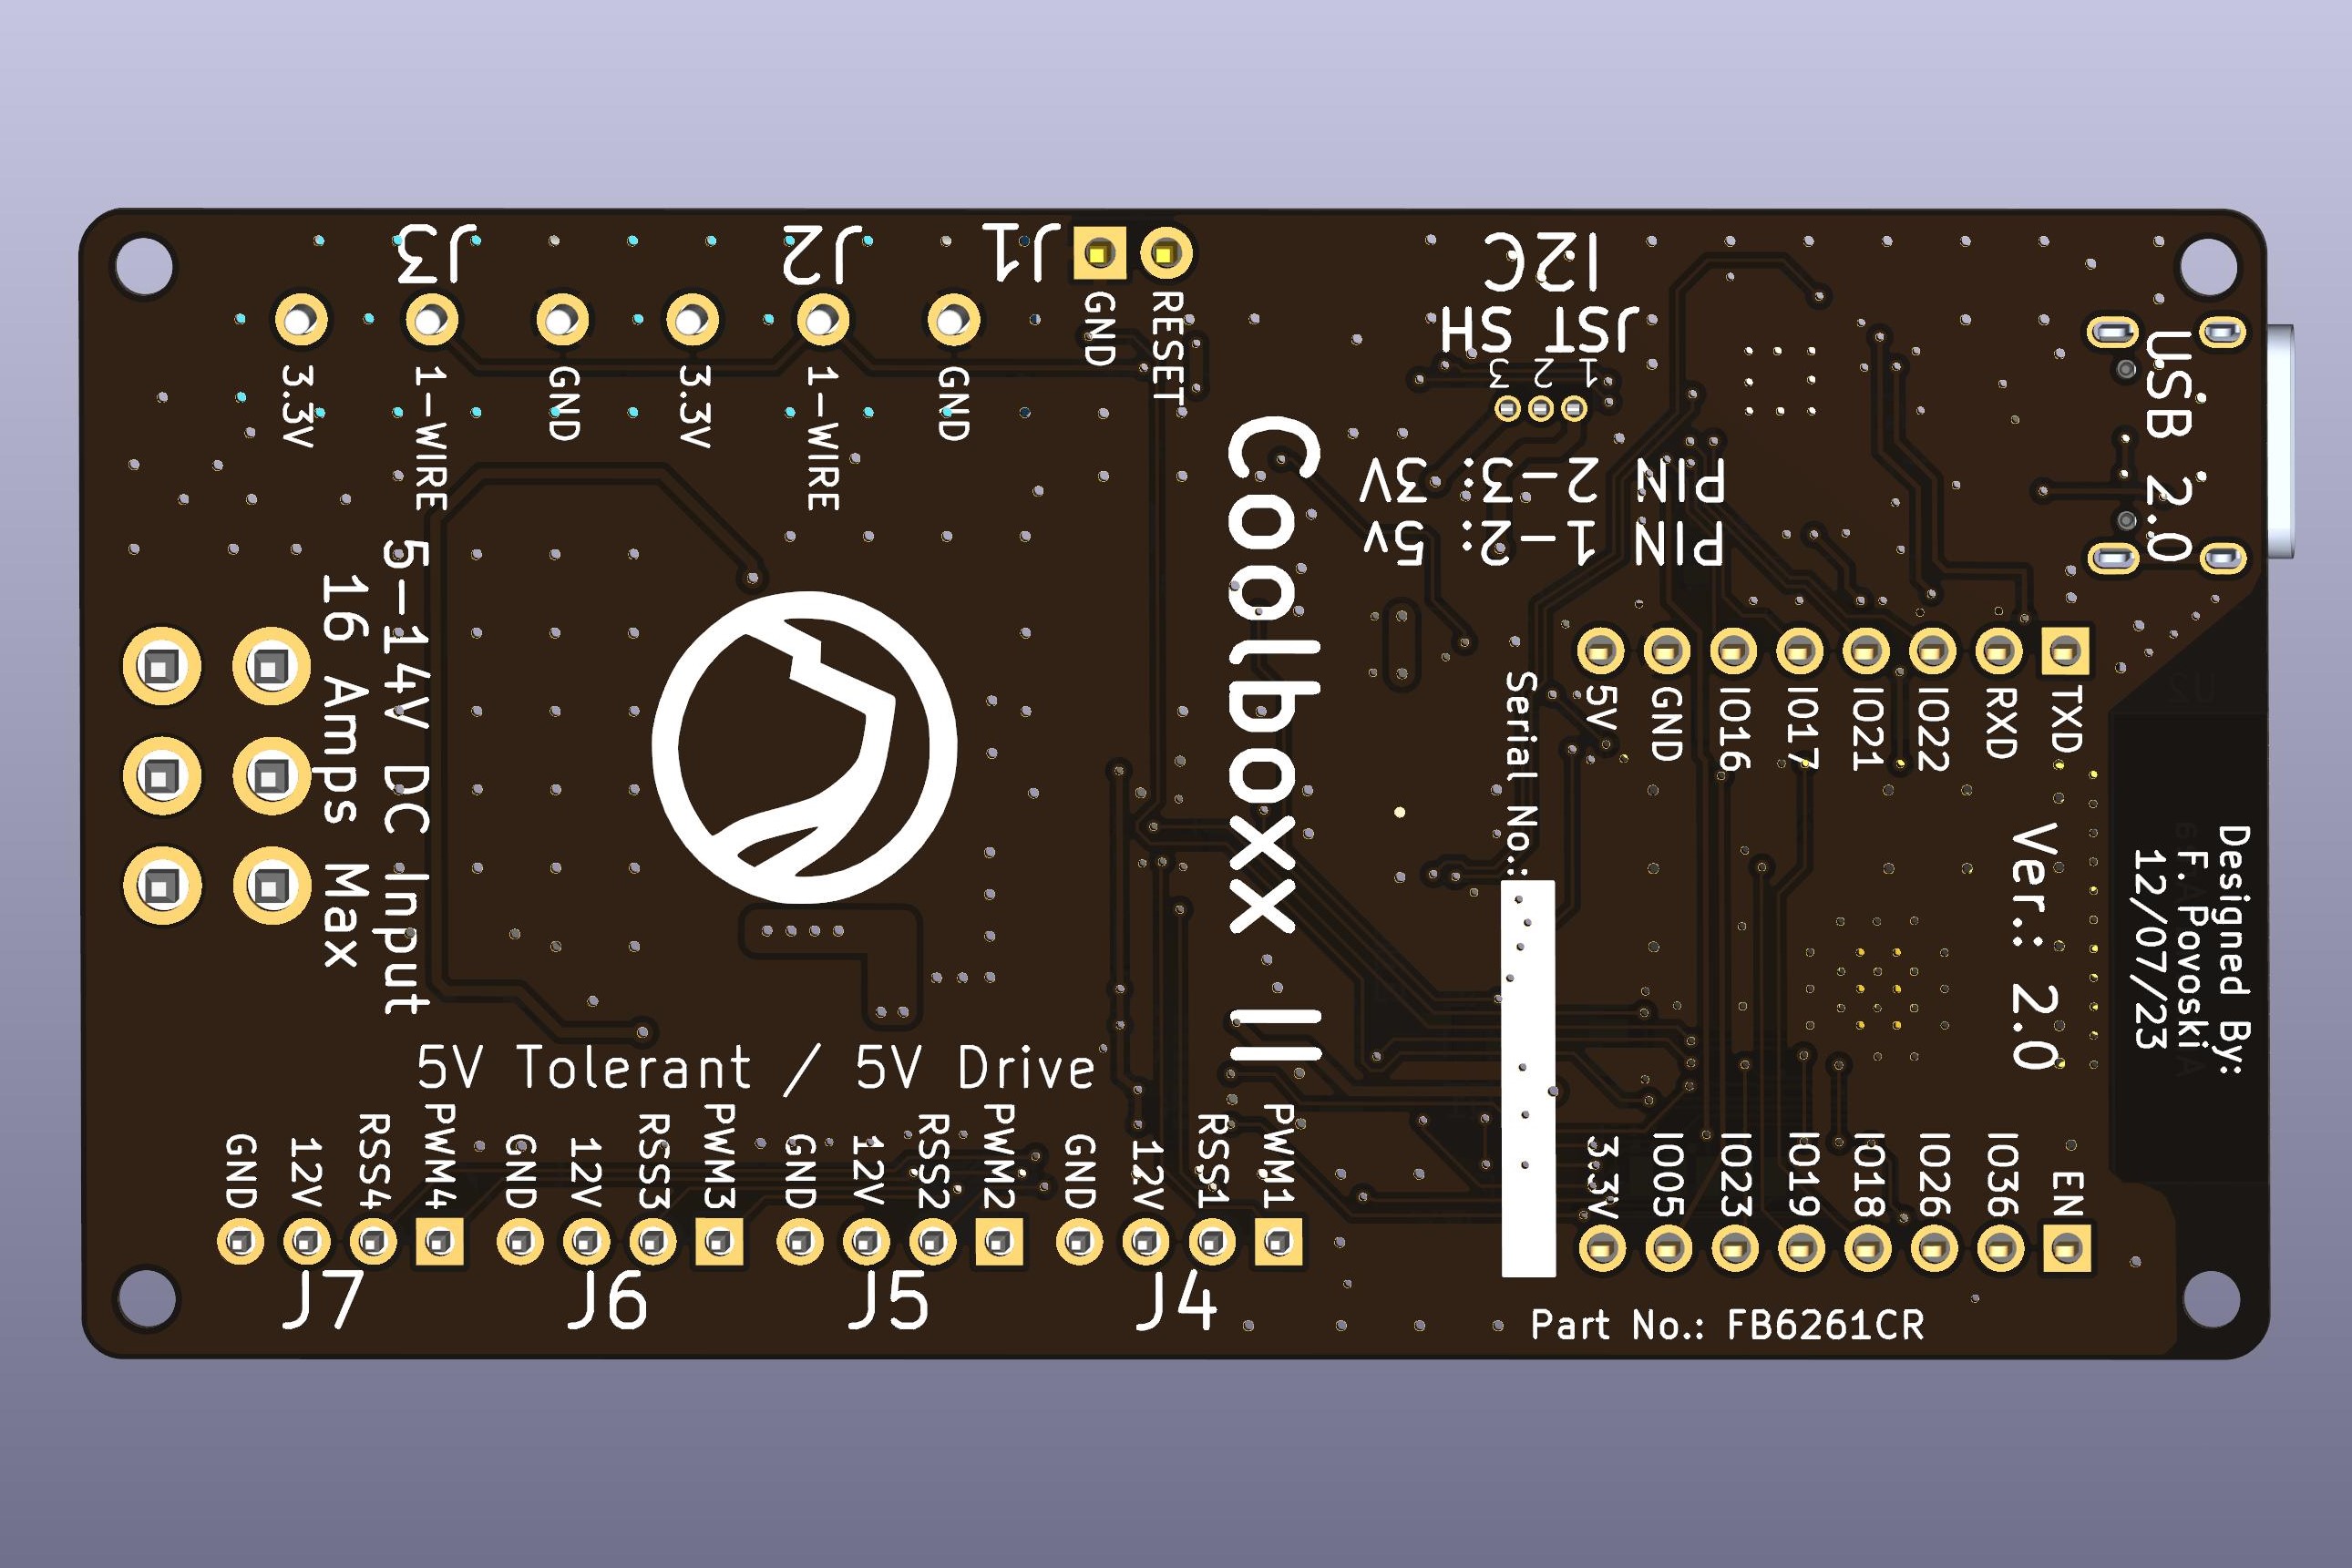 Designed By:
F. Povoski
12/07/23
USB 2.0
Ver.: 2.0
TXD
RXD
IO22
IO21
IO17
IO16
GND
5V
EN
IO36
IO26
IO18
IO19
IO23
IO05
3.3V
Part No.: FB6261CR
Serial No.:
PIN 1-2: 5v
PIN 2-3: 3V
1 2 3
JST SH
I2C
Coolboxx II
RESET
GND
J1
GND
1-WIRE
3.3V
J2
GND
1-WIRE
3.3V
J3
PWM1
RSS1
12V
GND
J4
PWM2
RSS2
12V
GND
J5
PWM3
RSS3
12V
GND
J6
PWM4
RSS4
12V
GND
J7
5V Tolerant / 5V Drive
5-14V DC Input
16 Amps Max